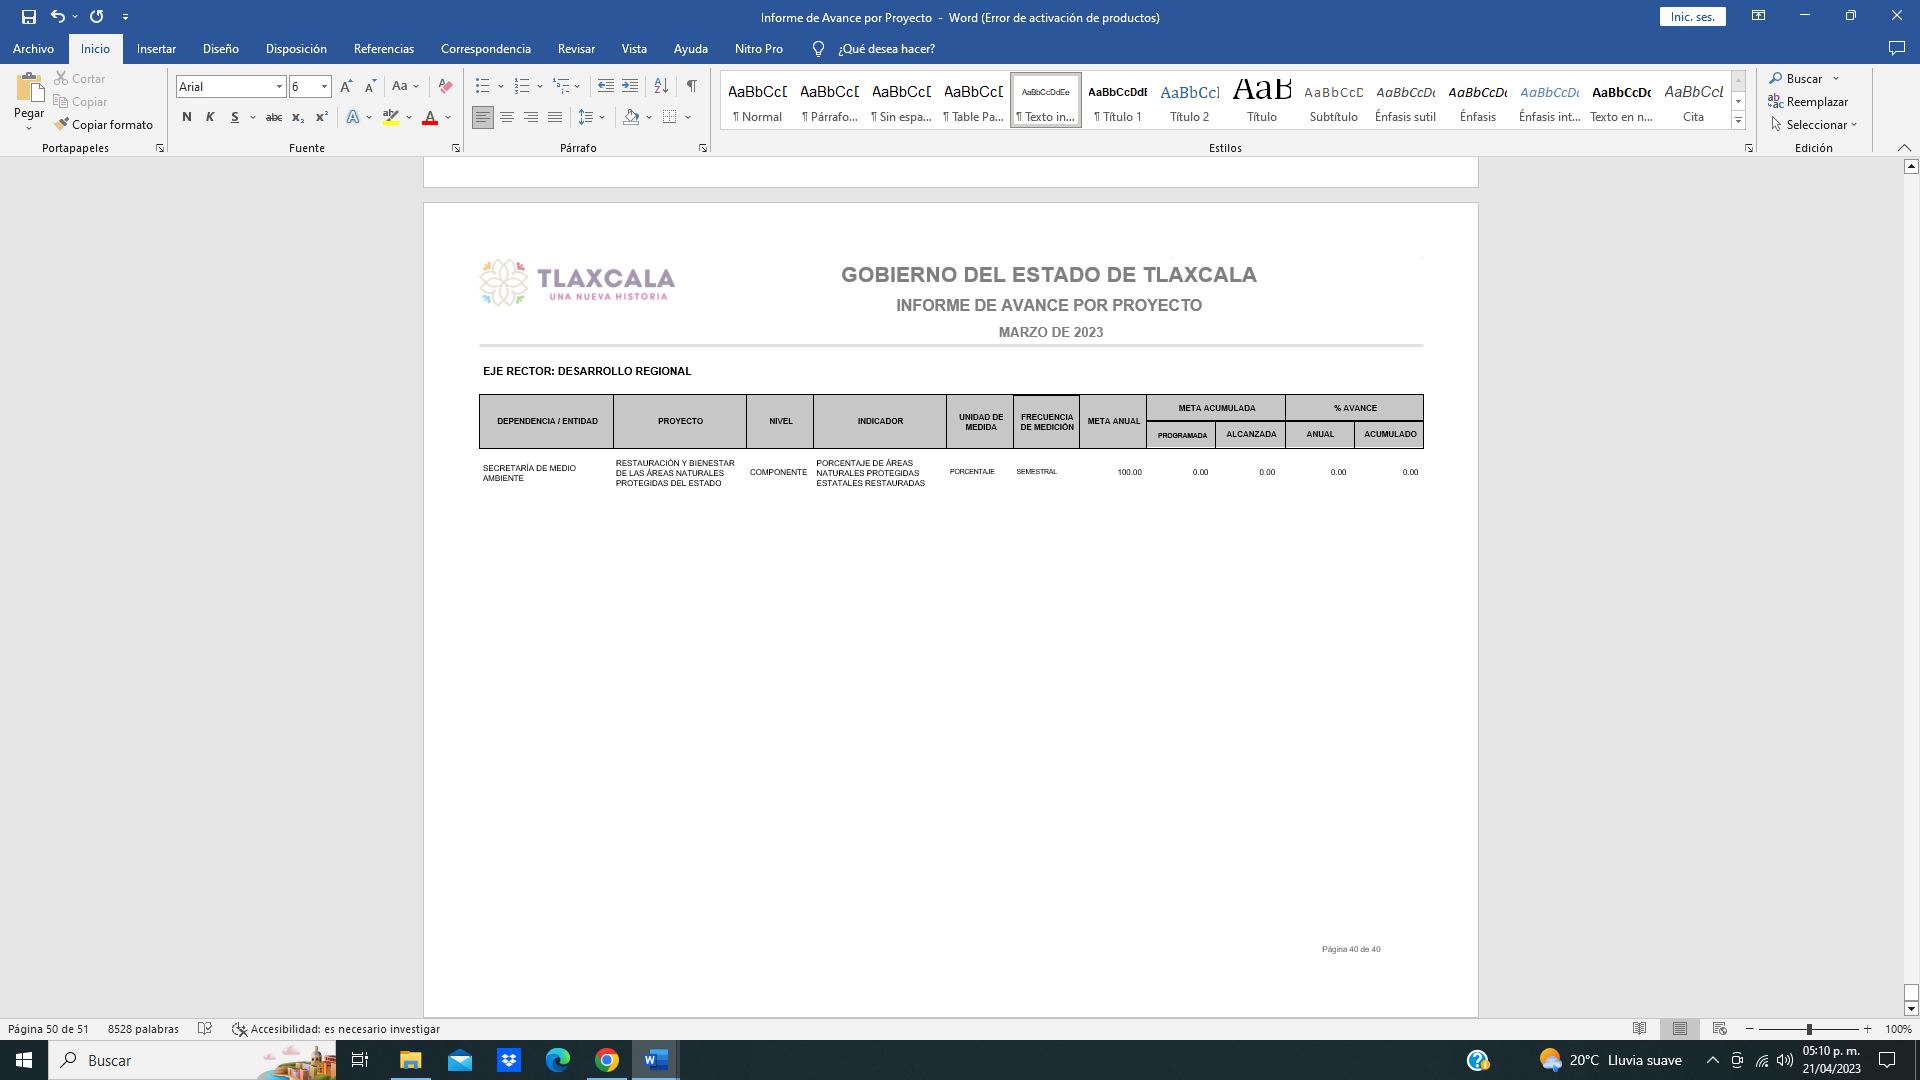 Informe de Avance por Proyecto - Word (Error de activación de productos)
Inic. ses.
Archivo Inicio Insertar Diseño Disposición Referencias Correspondencia Revisar Vista Ayuda Nitro Pro ¿Qué desea hacer?
Pegar
Cortar
Copiar
Copiar formato
Portapapeles
Arial 6
Aa
N K S abc x₂ x²
Fuente
Párrafo
¶ Normal ¶ Párrafo... ¶ Sin espa... ¶ Table Pa... ¶ Texto in... ¶ Título 1 Título 2 Título Subtítulo Énfasis sutil Énfasis Énfasis int... Texto en n... Cita
Estilos
Buscar
Reemplazar
Seleccionar
Edición
TLAXCALA
UNA NUEVA HISTORIA
GOBIERNO DEL ESTADO DE TLAXCALA
INFORME DE AVANCE POR PROYECTO
MARZO DE 2023
EJE RECTOR: DESARROLLO REGIONAL
DEPENDENCIA / ENTIDAD
PROYECTO
NIVEL
INDICADOR
UNIDAD DE
MEDIDA
FRECUENCIA
DE MEDICIÓN
META ANUAL
META ACUMULADA
PROGRAMADA ALCANZADA
% AVANCE
ANUAL ACUMULADO
SECRETARÍA DE MEDIO
AMBIENTE
RESTAURACIÓN Y BIENESTAR
DE LAS ÁREAS NATURALES
PROTEGIDAS DEL ESTADO
COMPONENTE
PORCENTAJE DE ÁREAS
NATURALES PROTEGIDAS
ESTATALES RESTAURADAS
PORCENTAJE SEMESTRAL 100.00 0.00 0.00 0.00 0.00
Página 40 de 40
Página 50 de 51 8528 palabras Accesibilidad: es necesario investigar 100%
Buscar
20°C Lluvia suave
05:10 p. m.
21/04/2023